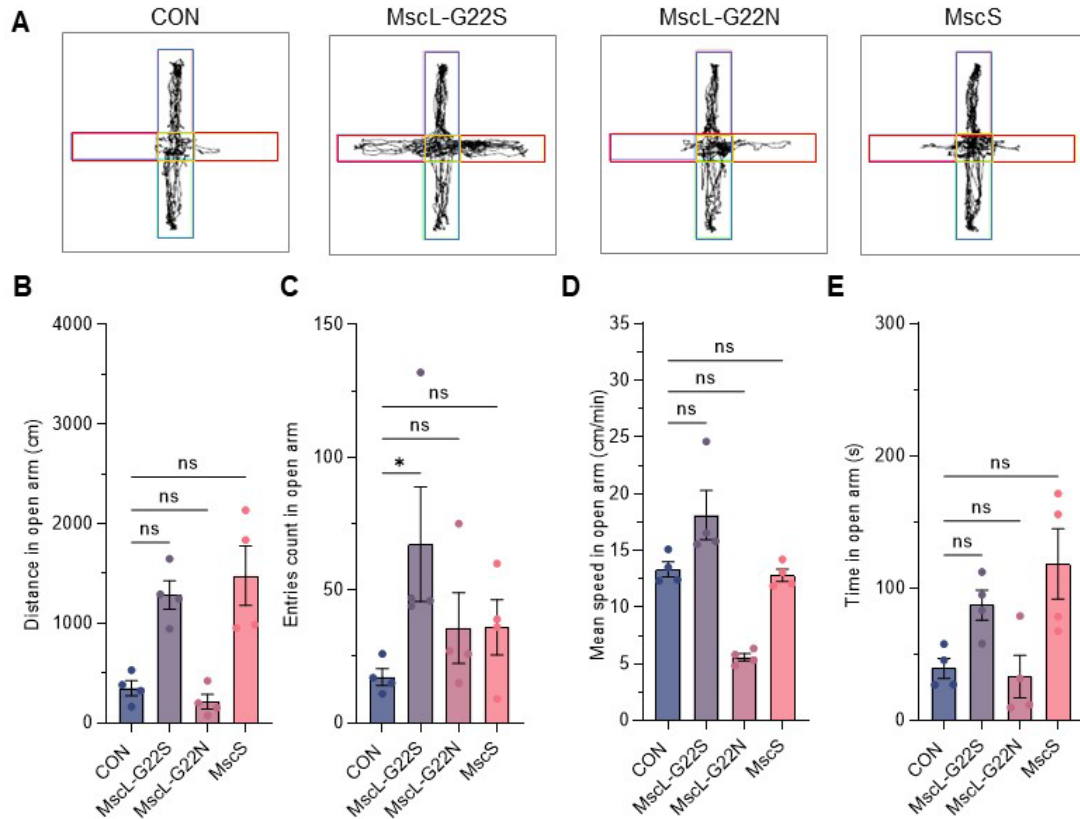 A
CON
MscL-G22S
MscL-G22N
MscS
B
Distance in open arm (cm)
4000
3000
2000
1000
0
ns
ns
ns
CON
MscL-G22S
MscL-G22N
MscS
C
Entries count in open arm
150
100
50
0
ns
ns
*
CON
MscL-G22S
MscL-G22N
MscS
D
Mean speed in open arm (cm/min)
35
30
25
20
15
10
5
0
ns
ns
ns
CON
MscL-G22S
MscL-G22N
MscS
E
Time in open arm (s)
300
200
100
0
ns
ns
ns
CON
MscL-G22S
MscL-G22N
MscS